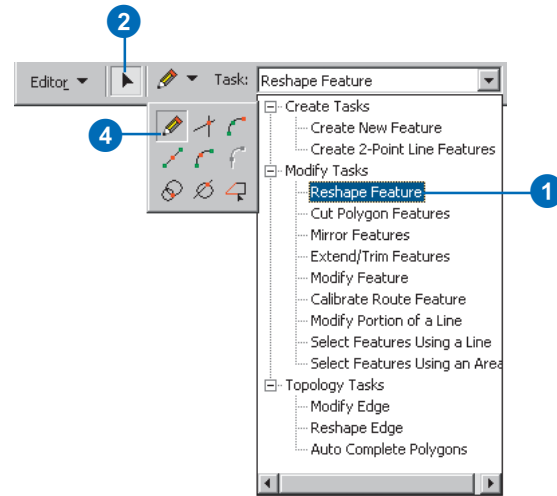 2
Editor Task: Reshape Feature
Create Tasks
4
Create New Feature
Create 2-Point Line Features
Modify Tasks
Reshape Feature
1
Cut Polygon Features
Mirror Features
Extend/Trim Features
Modify Feature
Calibrate Route Feature
Modify Portion of a Line
Select Features Using a Line
Select Features Using an Area
Topology Tasks
Modify Edge
Reshape Edge
Auto Complete Polygons